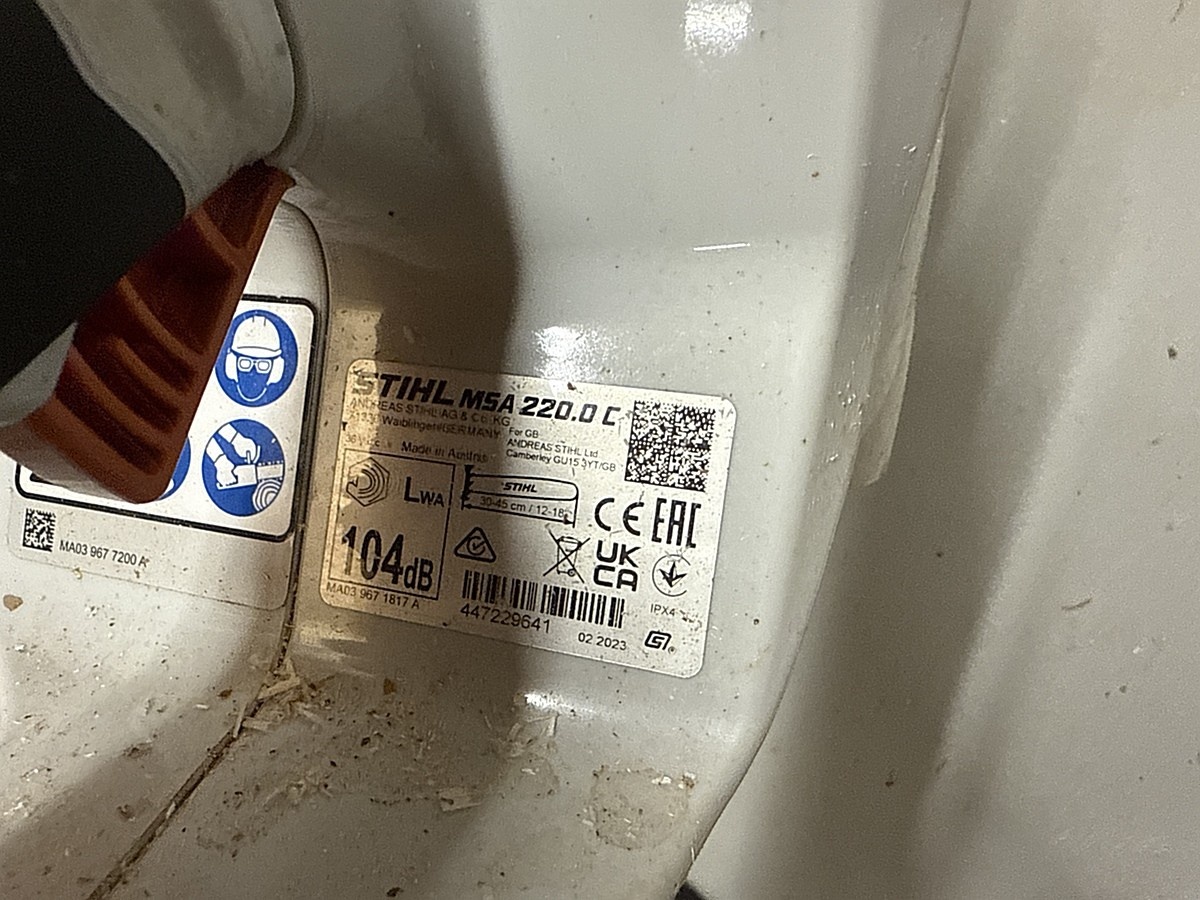 STIHL MSA 220.0 C
ANDREAS STIHL AG & Co. KG
Waiblingen/GERMANY
For GB
ANDREAS STIHL Ltd
Camberley GU15 3YT/GB
Made in Austria
LWA
104dB
STIHL
30-45 cm / 12-18"
CE EAC
UK
CA
IPX4
MA03 967 1817 A
447229641
02 2023
MA03 967 7200 A